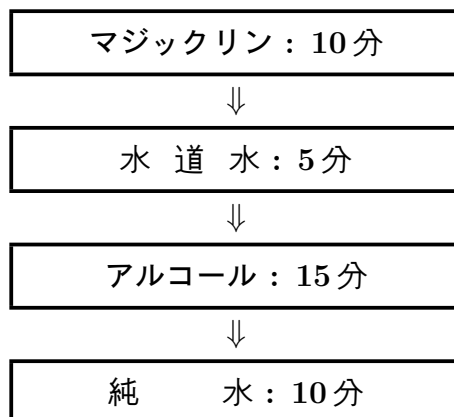 マジックリン : 10分
⇓
水 道 水 : 5分
⇓
アルコール : 15分
⇓
純 水 : 10分